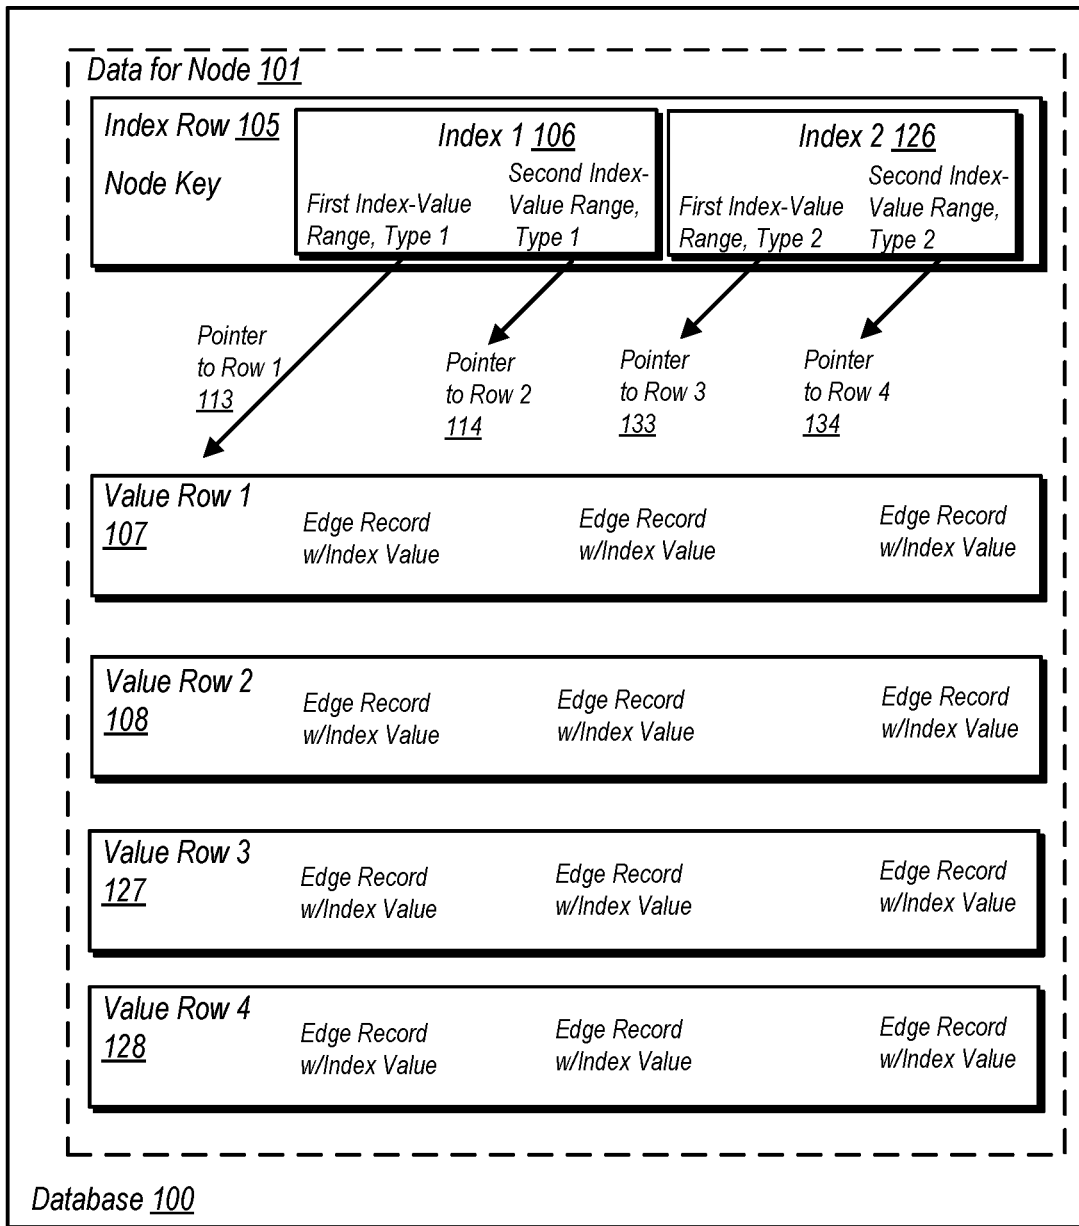 Data for Node 101
Index Row 105
Node Key
Index 1 106
First Index-Value
Range, Type 1
Second Index-
Value Range,
Type 1
Index 2 126
First Index-Value
Range, Type 2
Second Index-
Value Range,
Type 2
Pointer
to Row 1
113
Pointer
to Row 2
114
Pointer
to Row 3
133
Pointer
to Row 4
134
Value Row 1
107
Edge Record
w/Index Value
Edge Record
w/Index Value
Edge Record
w/Index Value
Value Row 2
108
Edge Record
w/Index Value
Edge Record
w/Index Value
Edge Record
w/Index Value
Value Row 3
127
Edge Record
w/Index Value
Edge Record
w/Index Value
Edge Record
w/Index Value
Value Row 4
128
Edge Record
w/Index Value
Edge Record
w/Index Value
Edge Record
w/Index Value
Database 100